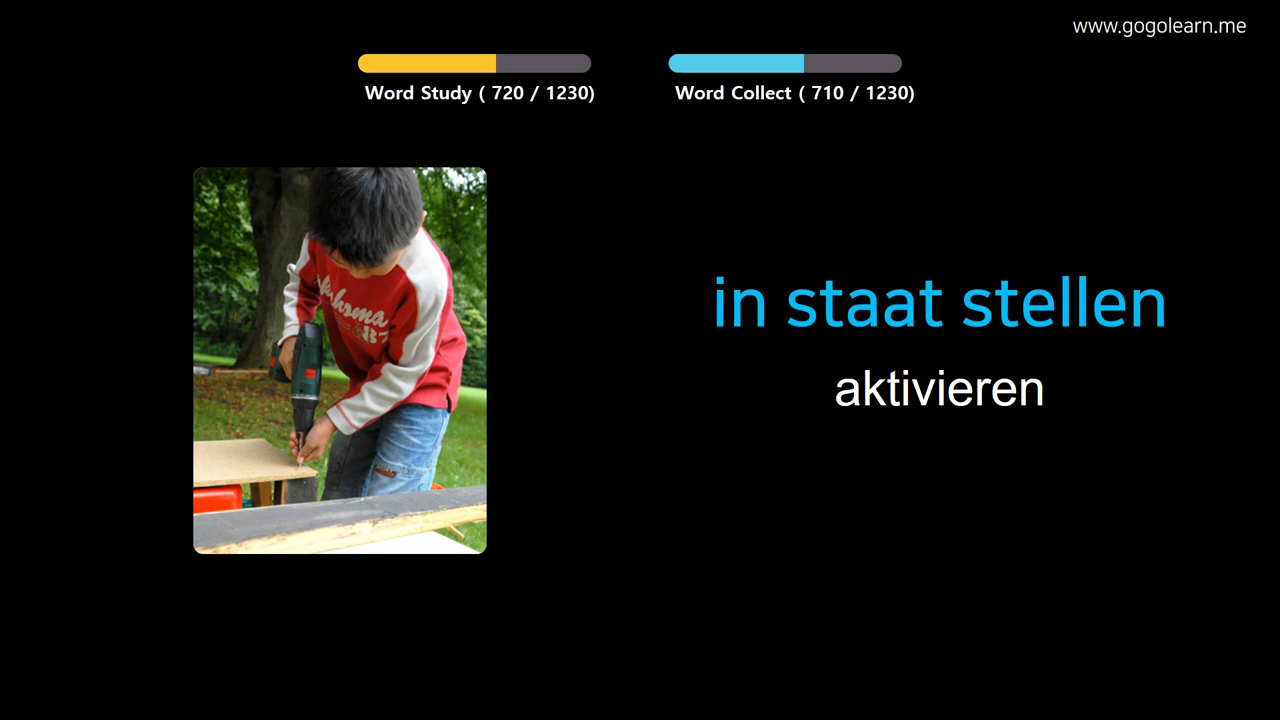 www.gogolearn.me
Word Study ( 720 / 1230)
Word Collect ( 710 / 1230)
in staat stellen
aktivieren